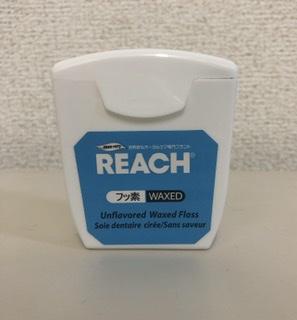 REACH®
フッ素 WAXED
Unflavored Waxed Floss
Soie dentaire cirée/Sans saveur